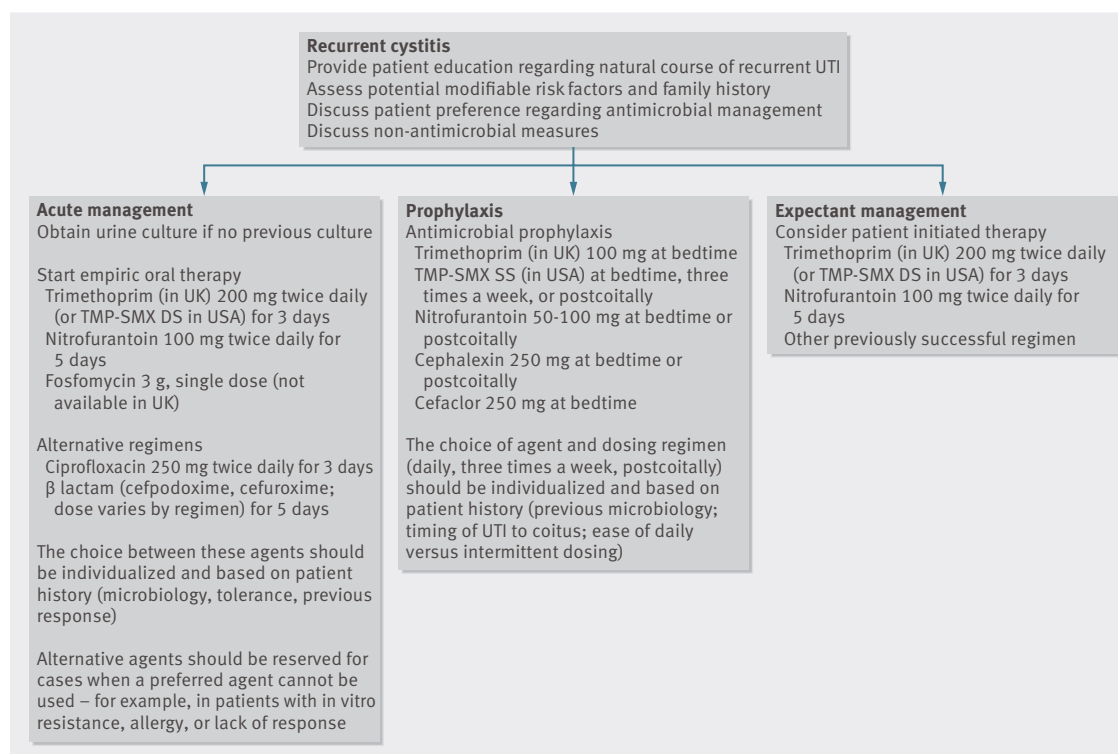 Recurrent cystitis
Provide patient education regarding natural course of recurrent UTI
Assess potential modifiable risk factors and family history
Discuss patient preference regarding antimicrobial management
Discuss non-antimicrobial measures
Acute management
Obtain urine culture if no previous culture
Start empiric oral therapy
Trimethoprim (in UK) 200 mg twice daily
(or TMP-SMX DS in USA) for 3 days
Nitrofurantoin 100 mg twice daily for
5 days
Fosfomycin 3 g, single dose (not
available in UK)
Alternative regimens
Ciprofloxacin 250 mg twice daily for 3 days
β lactam (cefpodoxime, cefuroxime;
dose varies by regimen) for 5 days
The choice between these agents should
be individualized and based on patient
history (microbiology, tolerance, previous
response)
Alternative agents should be reserved for
cases when a preferred agent cannot be
used – for example, in patients with in vitro
resistance, allergy, or lack of response
Prophylaxis
Antimicrobial prophylaxis
Trimethoprim (in UK) 100 mg at bedtime
TMP-SMX SS (in USA) at bedtime, three
times a week, or postcoitally
Nitrofurantoin 50-100 mg at bedtime or
postcoitally
Cephalexin 250 mg at bedtime or
postcoitally
Cefaclor 250 mg at bedtime
The choice of agent and dosing regimen
(daily, three times a week, postcoitally)
should be individualized and based on
patient history (previous microbiology;
timing of UTI to coitus; ease of daily
versus intermittent dosing)
Expectant management
Consider patient initiated therapy
Trimethoprim (in UK) 200 mg twice daily
(or TMP-SMX DS in USA) for 3 days
Nitrofurantoin 100 mg twice daily for
5 days
Other previously successful regimen